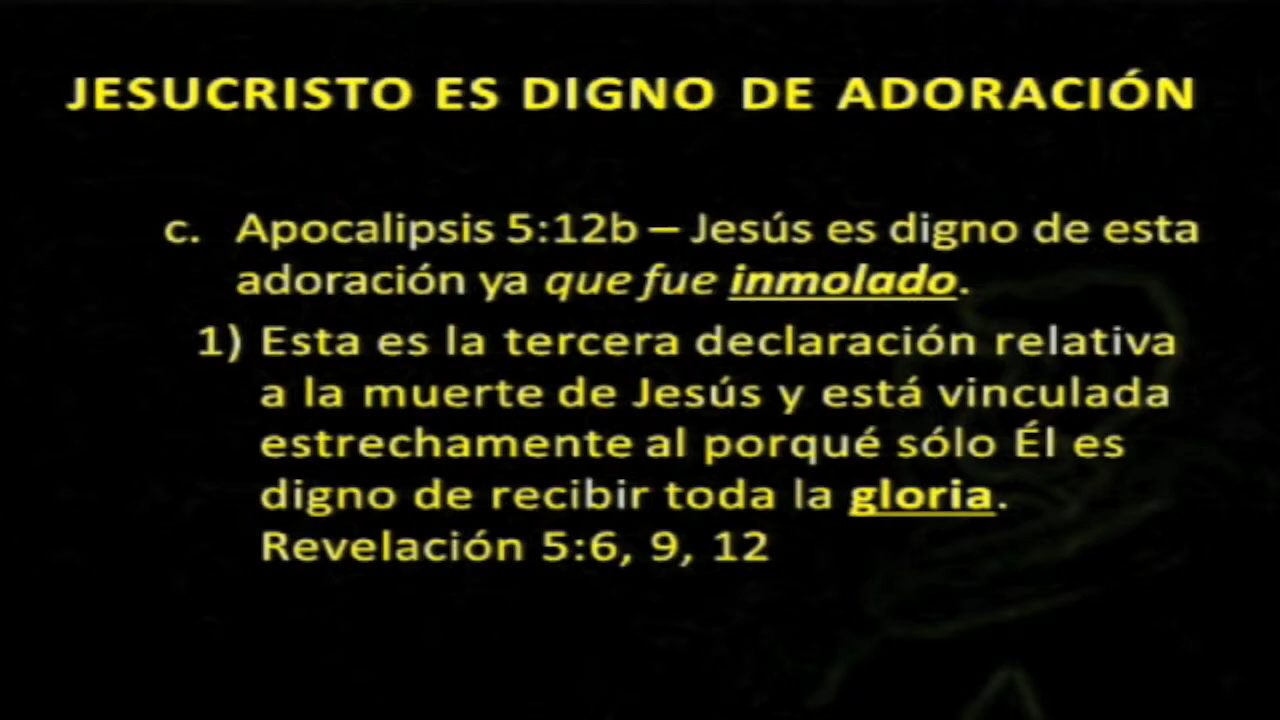 JESUCRISTO ES DIGNO DE ADORACIÓN
c. Apocalipsis 5:12b – Jesús es digno de esta
adoración ya que fue inmolado.
1) Esta es la tercera declaración relativa
a la muerte de Jesús y está vinculada
estrechamente al porqué sólo Él es
digno de recibir toda la gloria.
Revelación 5:6, 9, 12